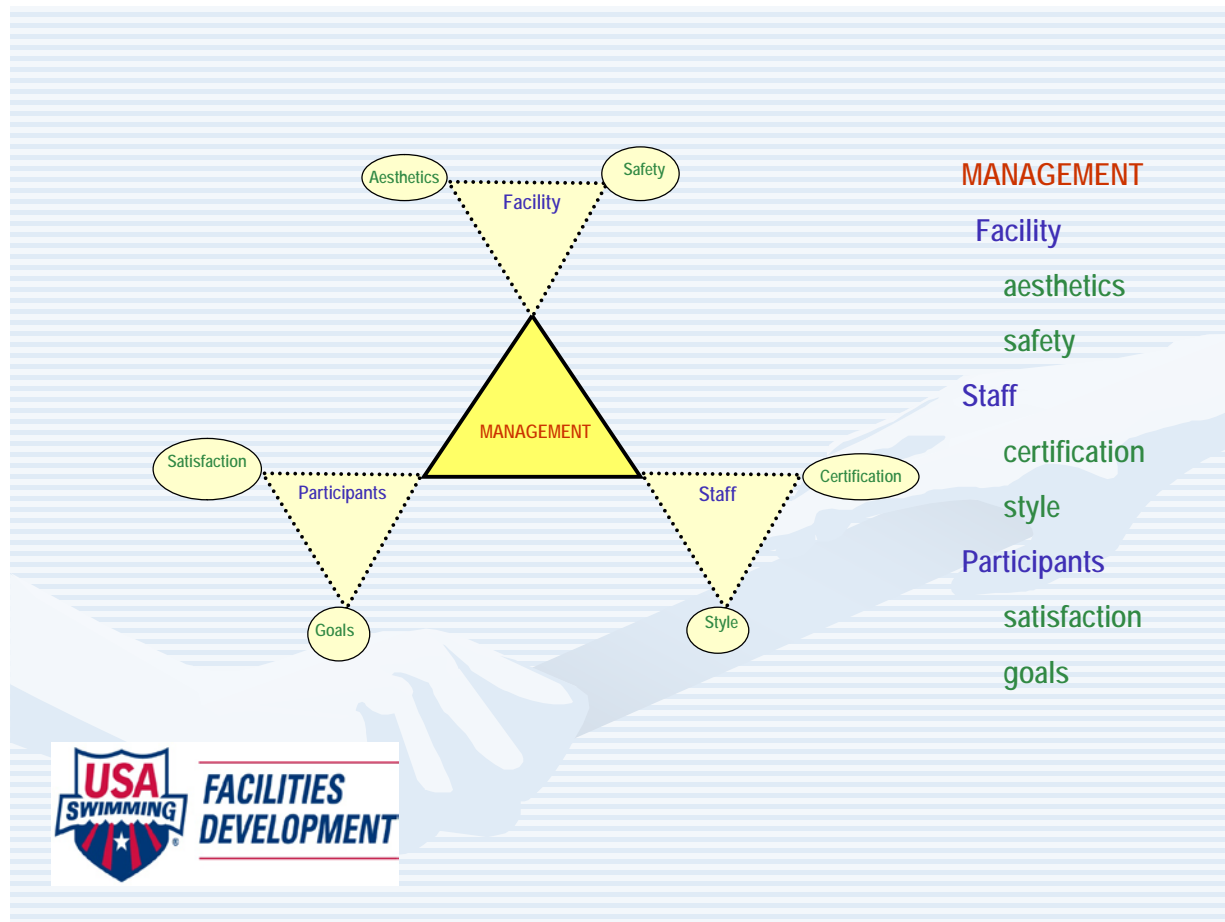 Aesthetics
Safety
Facility
MANAGEMENT
Satisfaction
Participants
Staff
Certification
Goals
Style
MANAGEMENT
Facility
aesthetics
safety
Staff
certification
style
Participants
satisfaction
goals
USA
SWIMMING
®
FACILITIES
DEVELOPMENT